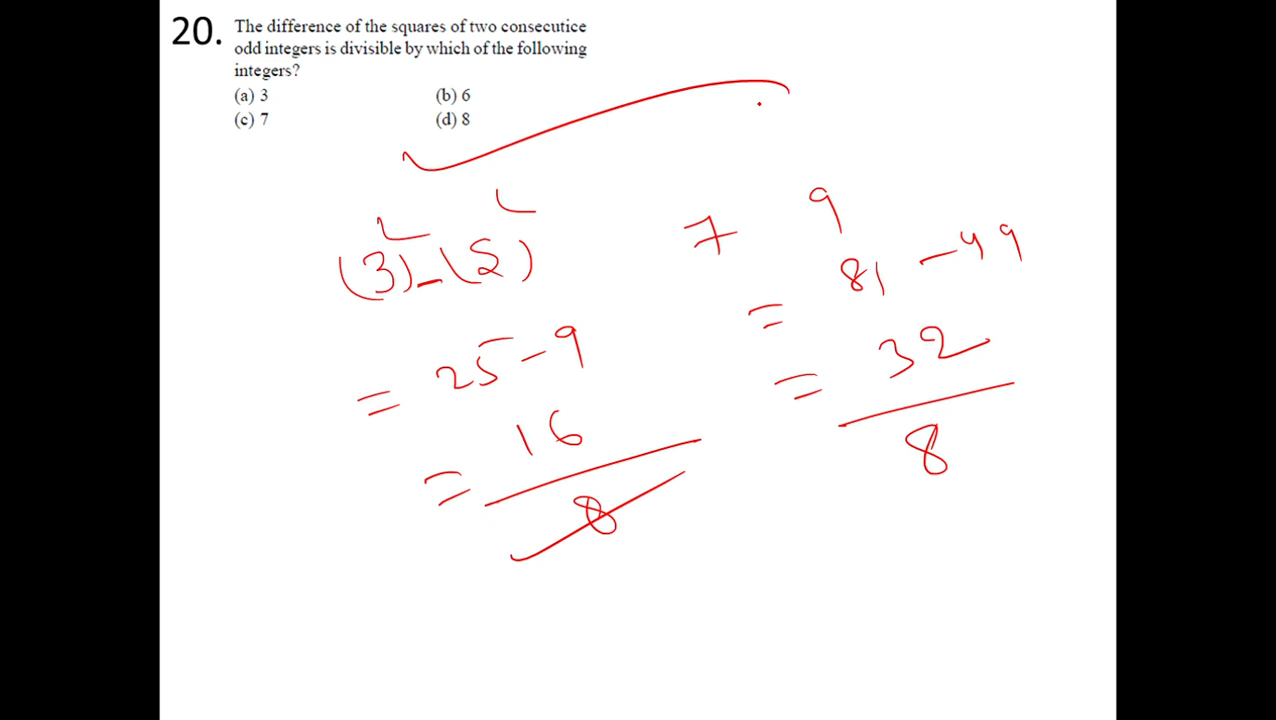 20. The difference of the squares of two consecutice
odd integers is divisible by which of the following
integers?
(a) 3 (b) 6
(c) 7 (d) 8
(3) - (5) 7 9
= 25 - 9 = 81 - 49
= 16 = 32
8 8